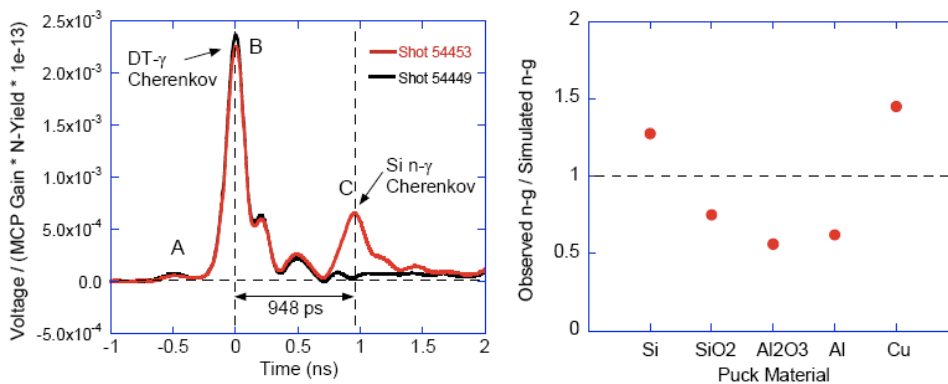 Voltage / (MCP Gain * N-Yield * 1e-13)
2.5x10⁻³
2.0x10⁻³
1.5x10⁻³
1.0x10⁻³
5.0x10⁻⁴
0.0
-5.0x10⁻⁴
-1
-0.5
0
0.5
1
1.5
2
Time (ns)
DT-γ
Cherenkov
A
B
C
Shot 54453
Shot 54449
Si n-γ
Cherenkov
948 ps
Observed n-g / Simulated n-g
2
1.5
1
0.5
0
Si
SiO2
Al2O3
Al
Cu
Puck Material